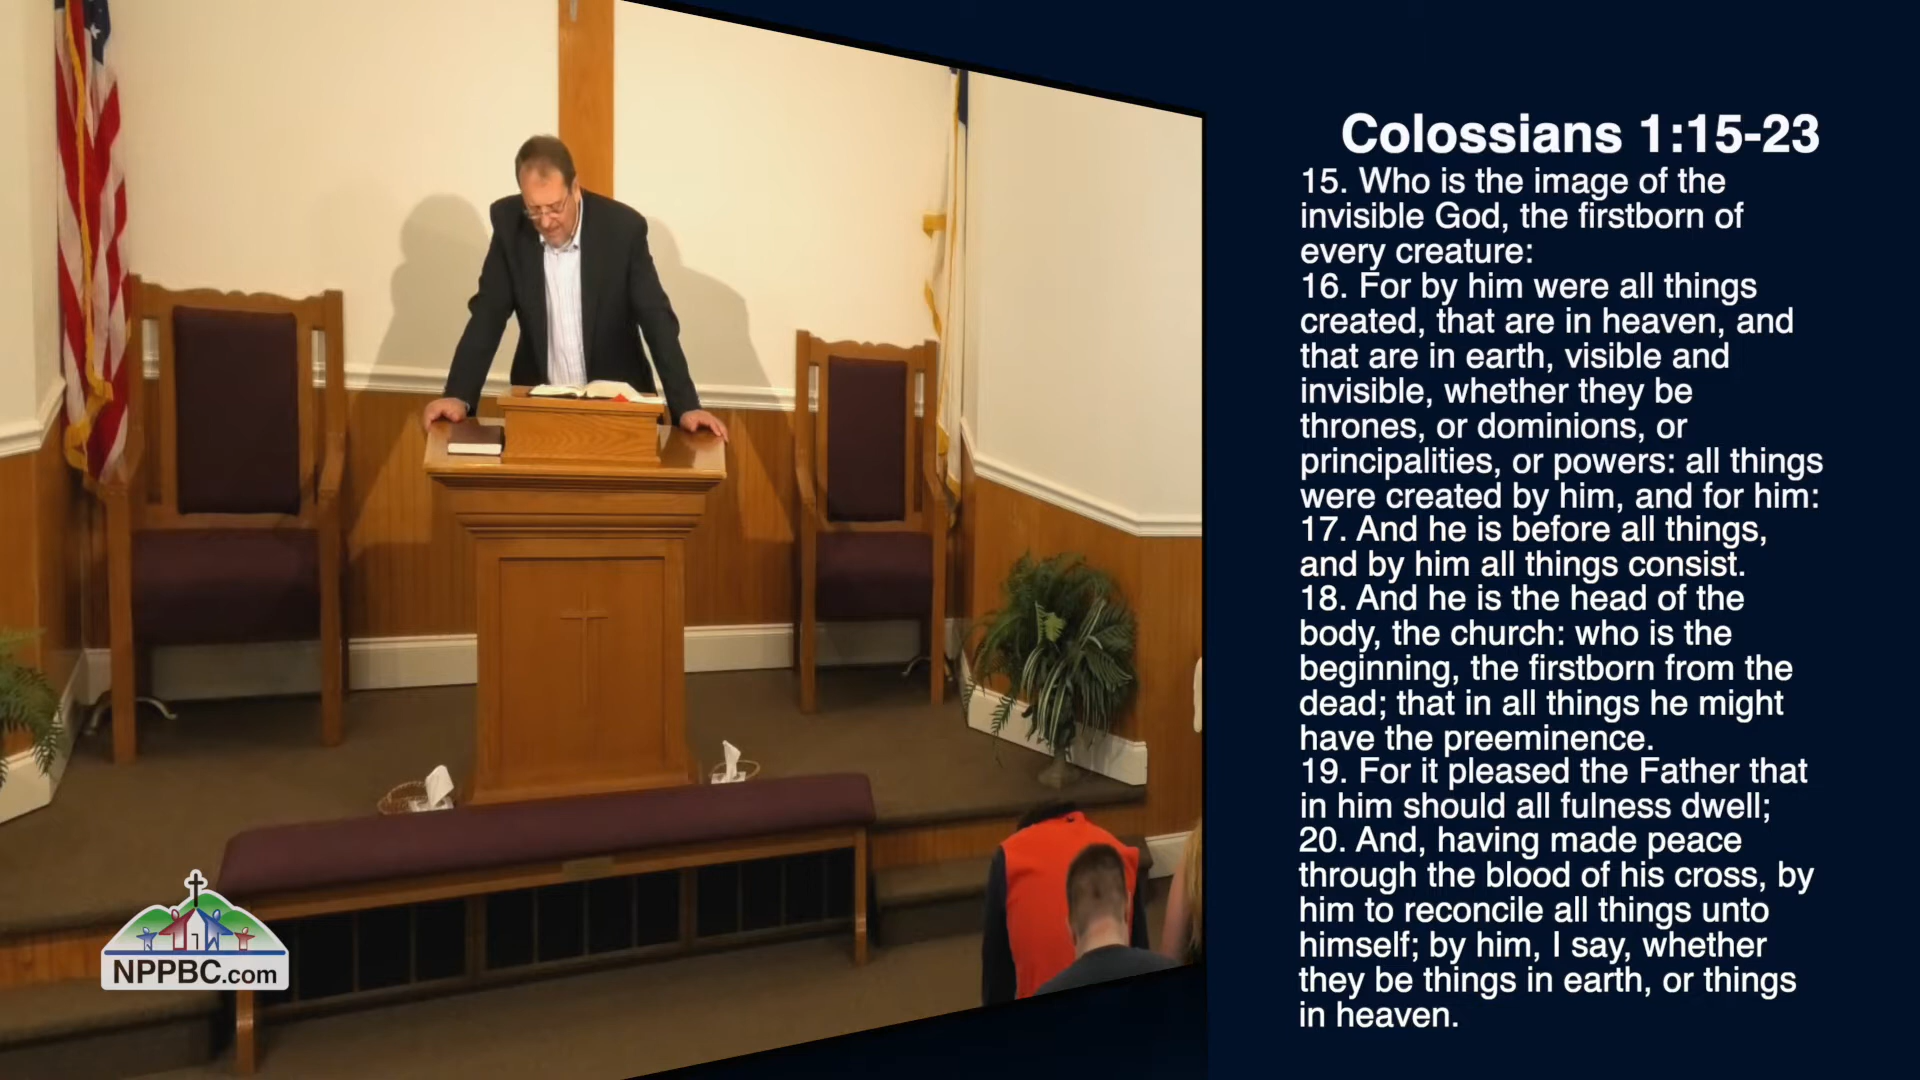 Colossians 1:15-23
15. Who is the image of the
invisible God, the firstborn of
every creature:
16. For by him were all things
created, that are in heaven, and
that are in earth, visible and
invisible, whether they be
thrones, or dominions, or
principalities, or powers: all things
were created by him, and for him:
17. And he is before all things,
and by him all things consist.
18. And he is the head of the
body, the church: who is the
beginning, the firstborn from the
dead; that in all things he might
have the preeminence.
19. For it pleased the Father that
in him should all fulness dwell;
20. And, having made peace
through the blood of his cross, by
him to reconcile all things unto
himself; by him, I say, whether
they be things in earth, or things
in heaven.
NPPBC.com